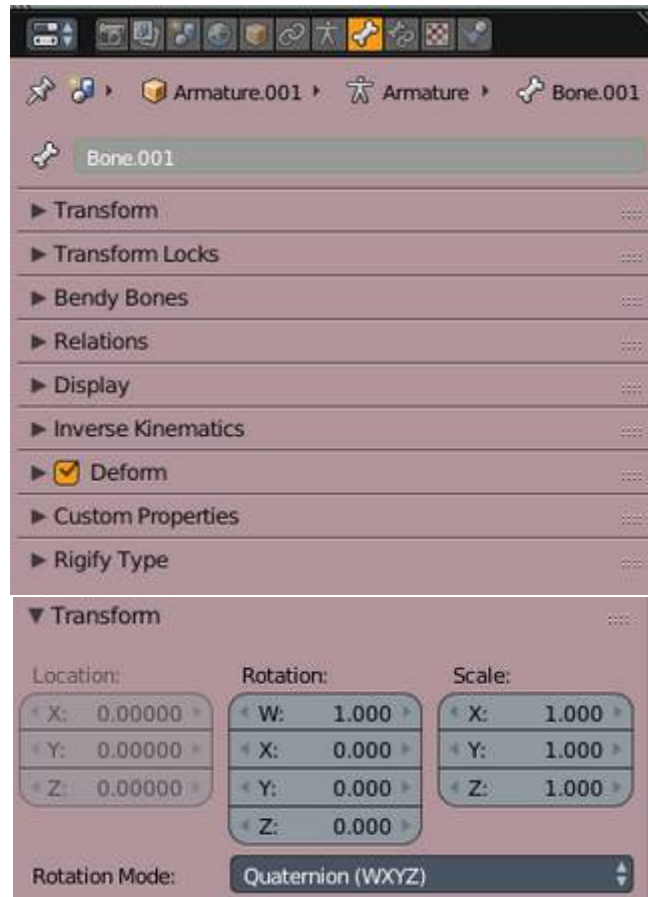 Armature.001 Armature Bone.001
Bone.001
Transform
Transform Locks
Bendy Bones
Relations
Display
Inverse Kinematics
Deform
Custom Properties
Rigify Type
Transform
Location: Rotation: Scale:
X: 0.00000 W: 1.000 X: 1.000
Y: 0.00000 X: 0.000 Y: 1.000
Z: 0.00000 Y: 0.000 Z: 1.000
Z: 0.000
Rotation Mode: Quaternion (WXYZ)